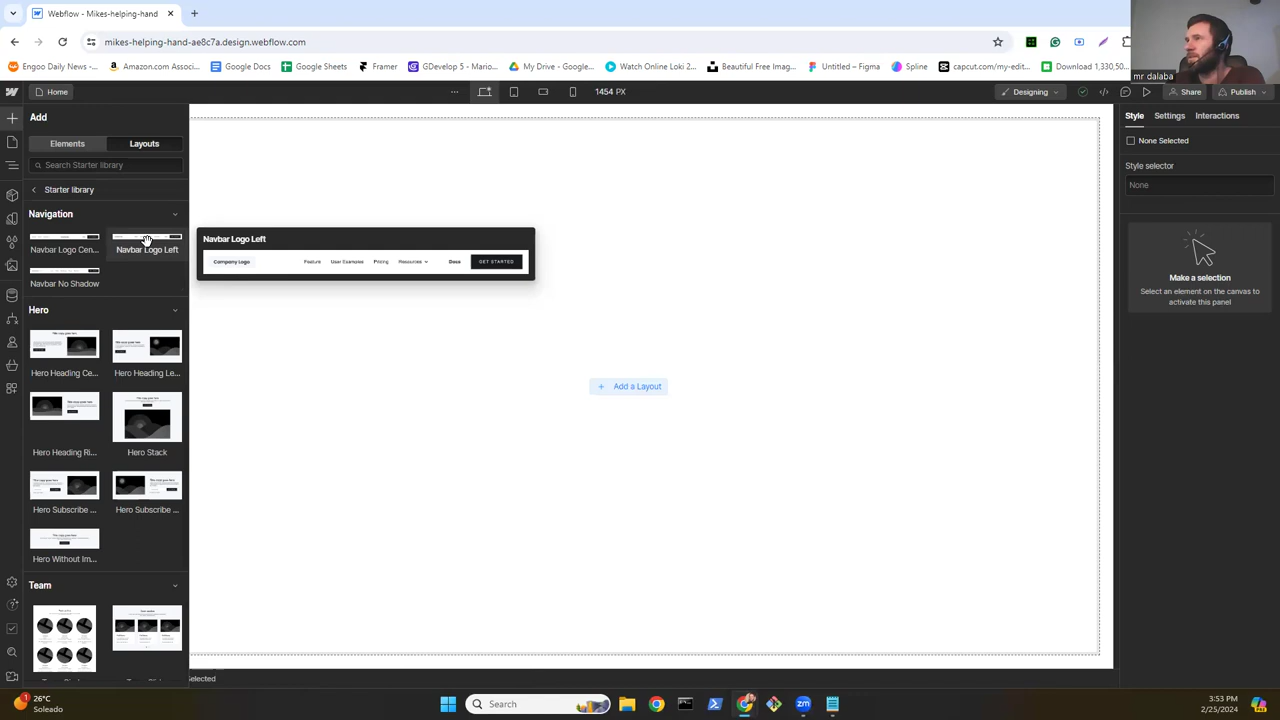 Webflow - Mikes-helping-hand
mikes-helping-hand-ae8c7a.design.webflow.com
Engoo Daily News -...
Amazon.com Associ...
Google Docs
Google Sheets
Framer
GDevelop 5 - Mario...
My Drive - Google...
Watch Online Loki 2...
Beautiful Free Imag...
Untitled – Figma
Spline
capcut.com/my-edit...
Download 1,330,50...
mr dalaba
Home
1454 PX
Designing
Share
Publish
Add
Elements
Layouts
Search Starter library
Starter library
Navigation
Navbar Logo Cen...
Navbar Logo Left
Navbar No Shadow
Navbar Logo Left
Company Logo
Feature
User Examples
Pricing
Resources
Docs
GET STARTED
Hero
Hero Heading Ce...
Hero Heading Le...
Hero Heading Ri...
Hero Stack
Hero Subscribe ...
Hero Subscribe ...
Hero Without Im...
Team
+ Add a Layout
Style
Settings
Interactions
None Selected
Style selector
None
Make a selection
Select an element on the canvas to
activate this panel
Selected
1
26°C
Soleado
Search
3:53 PM
2/25/2024